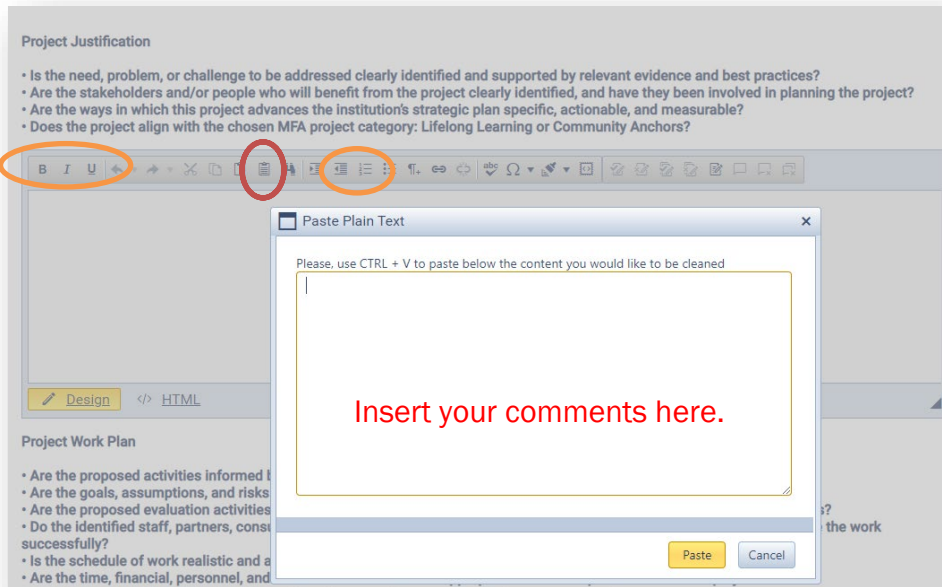 Project Justification
• Is the need, problem, or challenge to be addressed clearly identified and supported by relevant evidence and best practices?
• Are the stakeholders and/or people who will benefit from the project clearly identified, and have they been involved in planning the project?
• Are the ways in which this project advances the institution's strategic plan specific, actionable, and measurable?
• Does the project align with the chosen MFA project category: Lifelong Learning or Community Anchors?
B I U abc Ω
Paste Plain Text
Please, use CTRL + V to paste below the content you would like to be cleaned
Insert your comments here.
Design </> HTML
Project Work Plan
• Are the proposed activities informed
• Are the goals, assumptions, and risks
• Are the proposed evaluation activities s?
• Do the identified staff, partners, the work
successfully?
• Is the schedule of work realistic and
• Are the time, financial, personnel, and
Paste Cancel